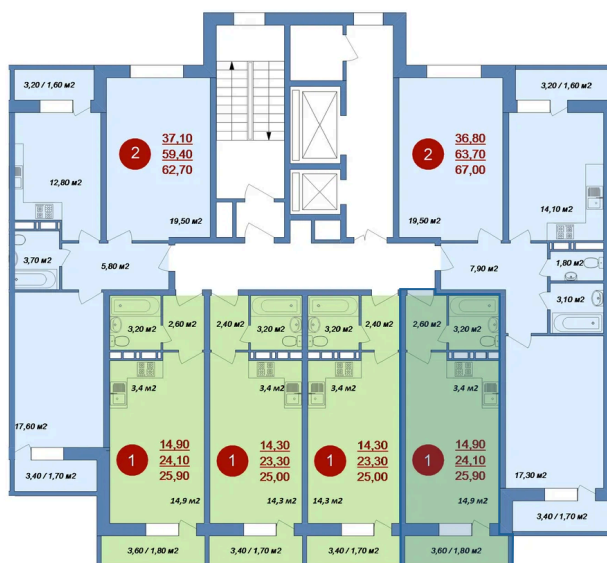 3,20 / 1,60 м2
3,20 / 1,60 м2
2
37,10
59,40
62,70
2
36,80
63,70
67,00
12,80 м2
19,50 м2
19,50 м2
14,10 м2
3,70 м2
5,80 м2
7,90 м2
1,80 м2
3,10 м2
3,20 м2
2,60 м2
2,40 м2
3,20 м2
3,20 м2
2,40 м2
2,60 м2
3,20 м2
3,4 м2
3,4 м2
3,4 м2
3,4 м2
17,60 м2
1
14,90
24,10
25,90
1
14,30
23,30
25,00
1
14,30
23,30
25,00
1
14,90
24,10
25,90
17,30 м2
3,40 / 1,70 м2
14,9 м2
14,3 м2
14,3 м2
14,9 м2
3,40 / 1,70 м2
3,60 / 1,80 м2
3,40 / 1,70 м2
3,40 / 1,70 м2
3,60 / 1,80 м2